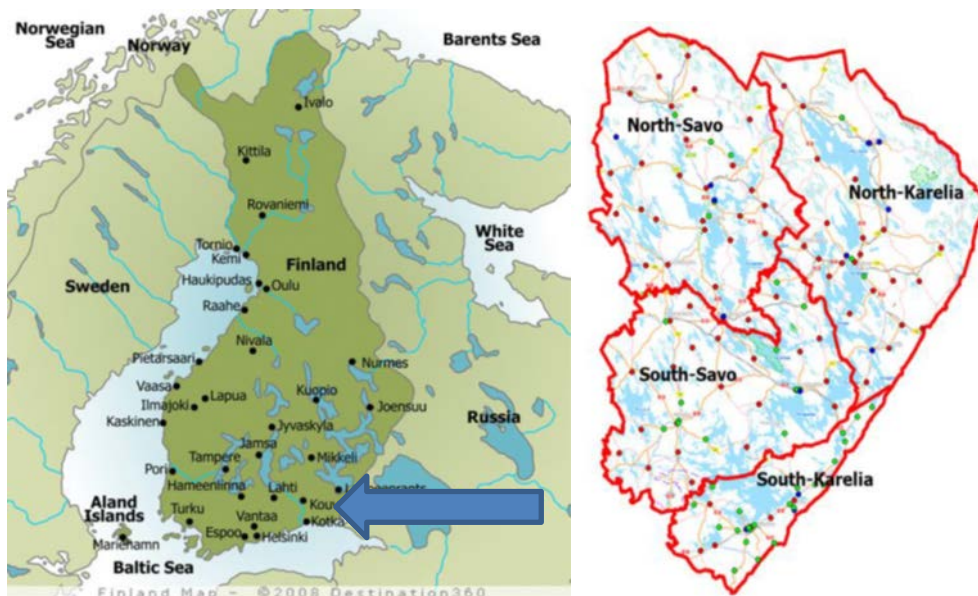 Norwegian
Sea
Norway
Barents Sea
Ivalo
Kittila
Rovaniemi
White
Sea
Tornio
Kemi
Finland
Haukipudas
Oulu
Sweden
Raahe
Nivala
Pietarsaari
Nurmes
Vaasa
Lapua
Kuopio
Ilmajoki
Joensuu
Kaskinen
Jyvaskyla
Russia
Jamsa
Tampere
Mikkeli
Pori
Hameenlinna
Lahti
Kou
Aland
Islands
Turku
Vantaa
Kotka
Espoo
Helsinki
Mariehamn
Baltic Sea
Finland Map - ©2008 Destination360
North-Savo
North-Karelia
South-Savo
South-Karelia